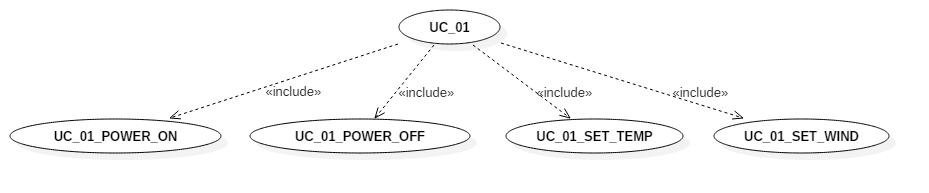 UC_01
«include» «include» «include» «include»
UC_01_POWER_ON UC_01_POWER_OFF UC_01_SET_TEMP UC_01_SET_WIND